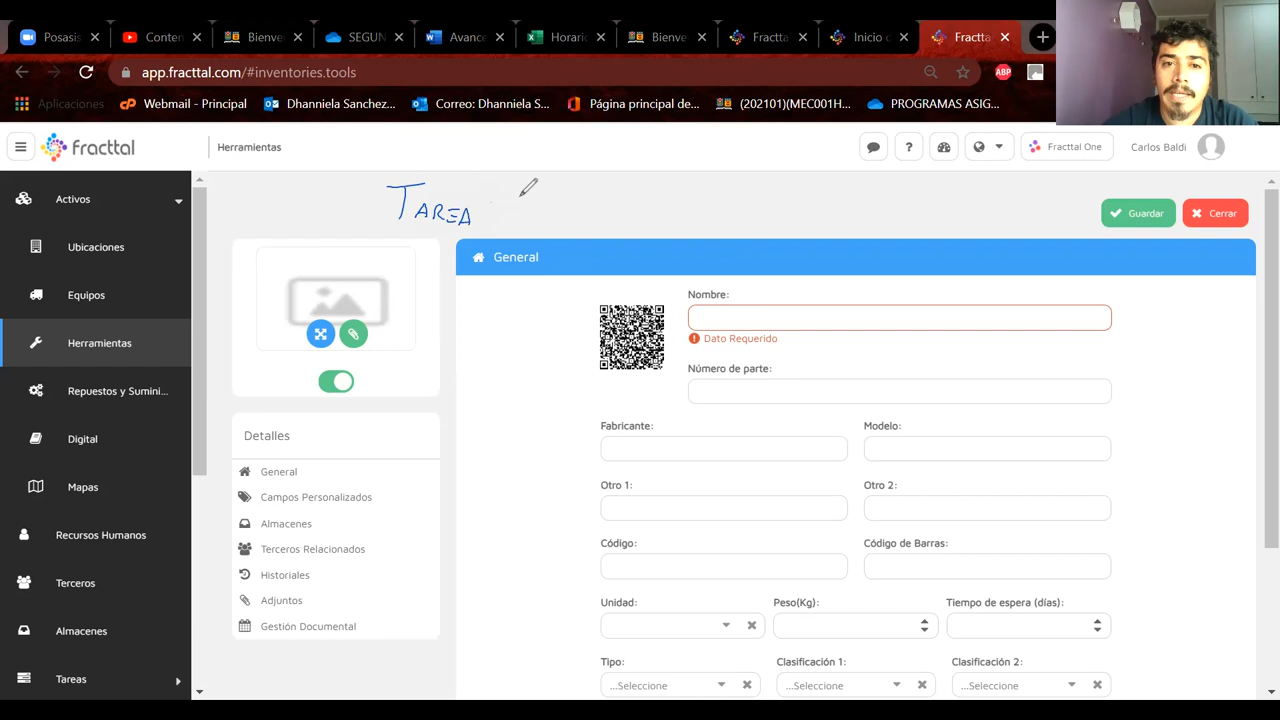 Posasis
Conten
Bienve
SEGUN
Avance
Horario
Bienve
Fractta
Inicio d
Fractta
app.fracttal.com/#inventories.tools
ABP
Aplicaciones
Webmail - Principal
Dhanniela Sanchez...
Correo: Dhanniela S...
Página principal de...
(202101)(MEC001H...
PROGRAMAS ASIG...
fracttal
Herramientas
Fracttal One
Carlos Baldi
TAREA
Guardar
Cerrar
Activos
Ubicaciones
Equipos
Herramientas
Repuestos y Sumini...
Digital
Mapas
Recursos Humanos
Terceros
Almacenes
Tareas
Detalles
General
Campos Personalizados
Almacenes
Terceros Relacionados
Historiales
Adjuntos
Gestión Documental
General
Nombre:
Dato Requerido
Número de parte:
Fabricante:
Modelo:
Otro 1:
Otro 2:
Código:
Código de Barras:
Unidad:
Peso(Kg):
Tiempo de espera (días):
Tipo:
Clasificación 1:
Clasificación 2:
...Seleccione
...Seleccione
...Seleccione